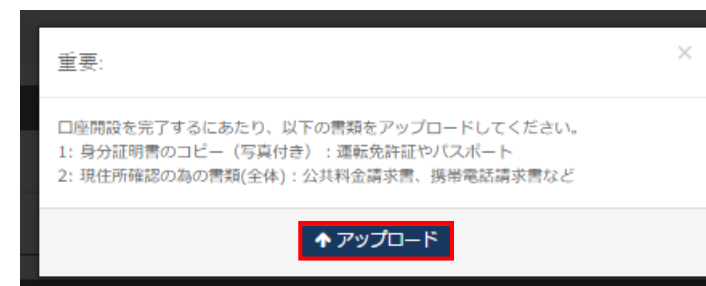 重要:
×
口座開設を完了するにあたり、以下の書類をアップロードしてください。
1: 身分証明書のコピー（写真付き）：運転免許証やパスポート
2: 現住所確認の為の書類(全体)：公共料金請求書、携帯電話請求書など
アップロード